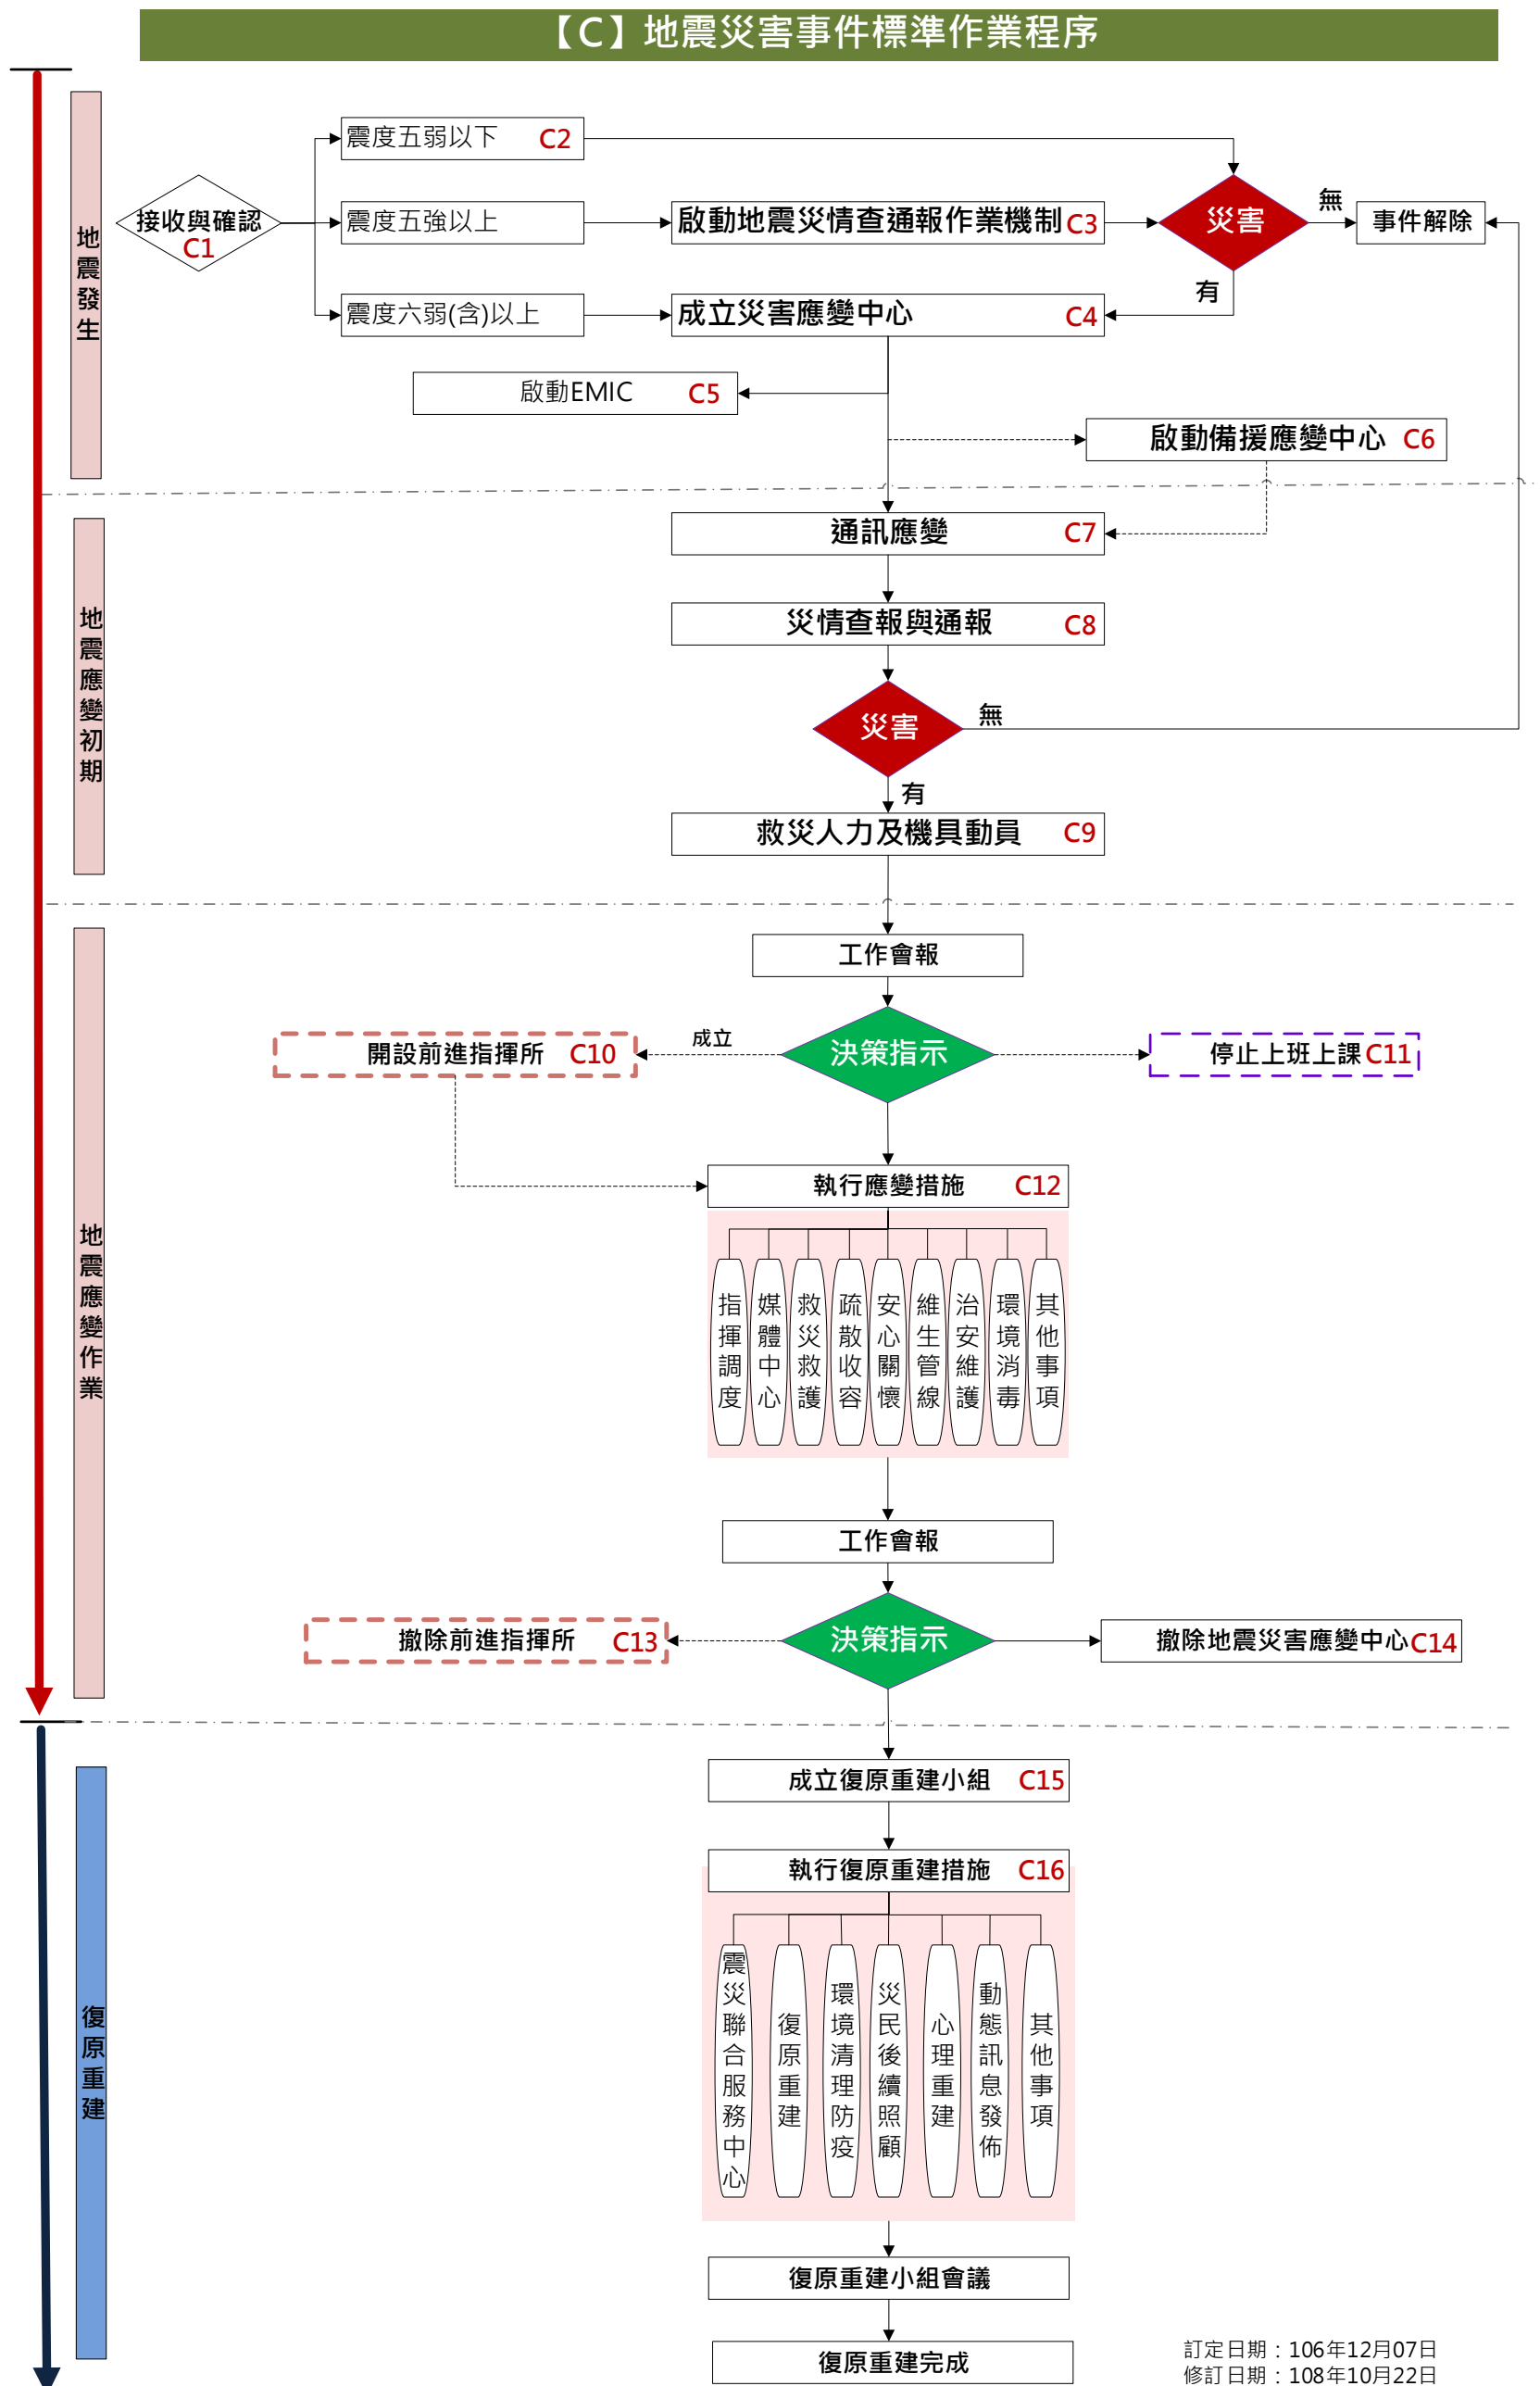 【C】地震災害事件標準作業程序
地震發生
接收與確認
C1
震度五弱以下 C2
震度五強以上
啟動地震災情查通報作業機制 C3
災害
無
事件解除
有
震度六弱(含)以上
成立災害應變中心 C4
啟動EMIC C5
啟動備援應變中心 C6
地震應變初期
通訊應變 C7
災情查報與通報 C8
災害
無
有
救災人力及機具動員 C9
地震應變作業
工作會報
決策指示
成立
開設前進指揮所 C10
停止上班上課 C11
執行應變措施 C12
指揮調度
媒體中心
救災救護
疏散收容
安心關懷
維生管線
治安維護
環境消毒
其他事項
工作會報
決策指示
撤除前進指揮所 C13
撤除地震災害應變中心 C14
復原重建
成立復原重建小組 C15
執行復原重建措施 C16
震災聯合服務中心
復原重建
環境清理防疫
災民後續照顧
心理重建
動態訊息發佈
其他事項
復原重建小組會議
復原重建完成
訂定日期：106年12月07日
修訂日期：108年10月22日